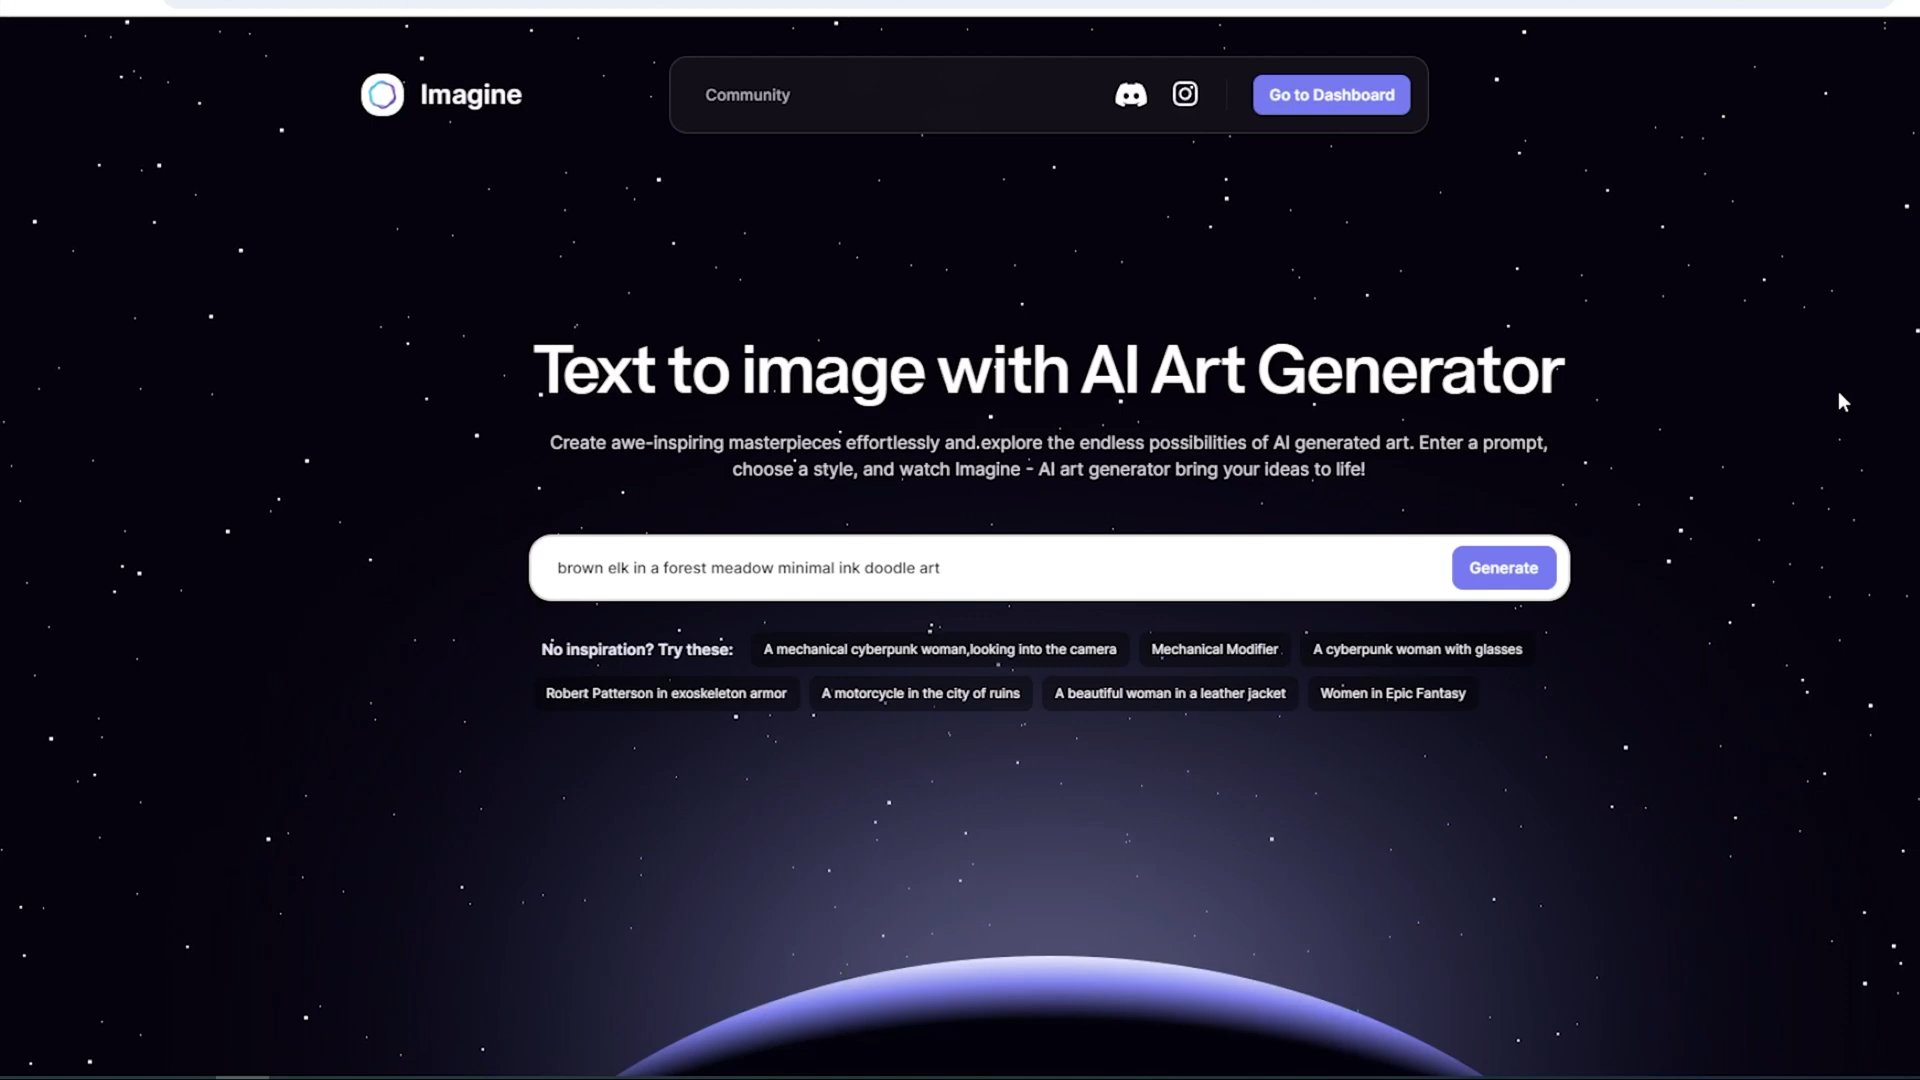 Imagine
Community
Go to Dashboard
Text to image with AI Art Generator
Create awe-inspiring masterpieces effortlessly and explore the endless possibilities of AI generated art. Enter a prompt,
choose a style, and watch Imagine - AI art generator bring your ideas to life!
brown elk in a forest meadow minimal ink doodle art
Generate
No inspiration? Try these:
A mechanical cyberpunk woman,looking into the camera
Mechanical Modifier
A cyberpunk woman with glasses
Robert Patterson in exoskeleton armor
A motorcycle in the city of ruins
A beautiful woman in a leather jacket
Women in Epic Fantasy